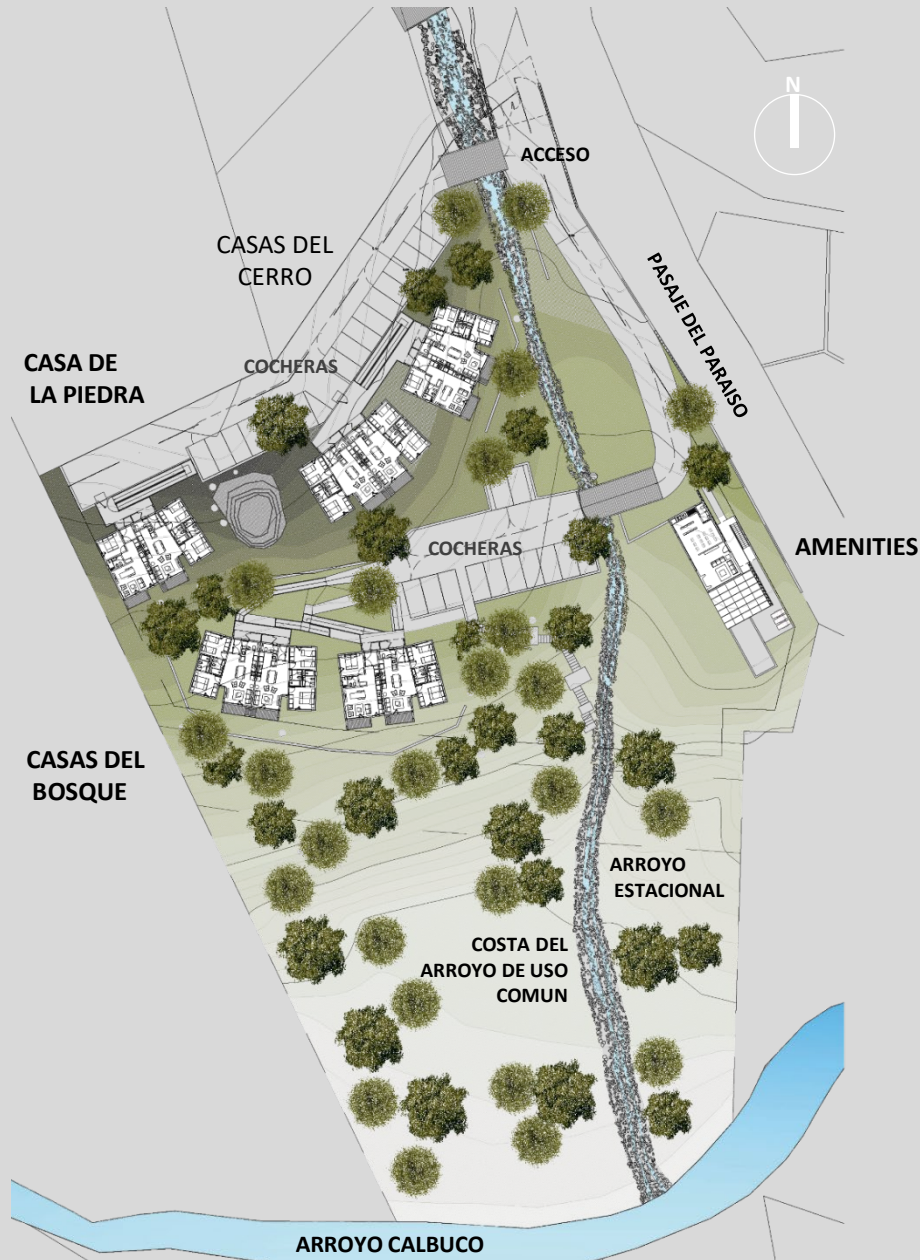 N
ACCESO
CASAS DEL
CERRO
PASAJE DEL PARAISO
CASA DE
LA PIEDRA
COCHERAS
COCHERAS
AMENITIES
CASAS DEL
BOSQUE
ARROYO
ESTACIONAL
COSTA DEL
ARROYO DE USO
COMUN
ARROYO CALBUCO